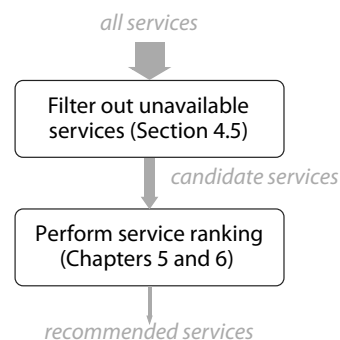 all services
Filter out unavailable
services (Section 4.5)
candidate services
Perform service ranking
(Chapters 5 and 6)
recommended services